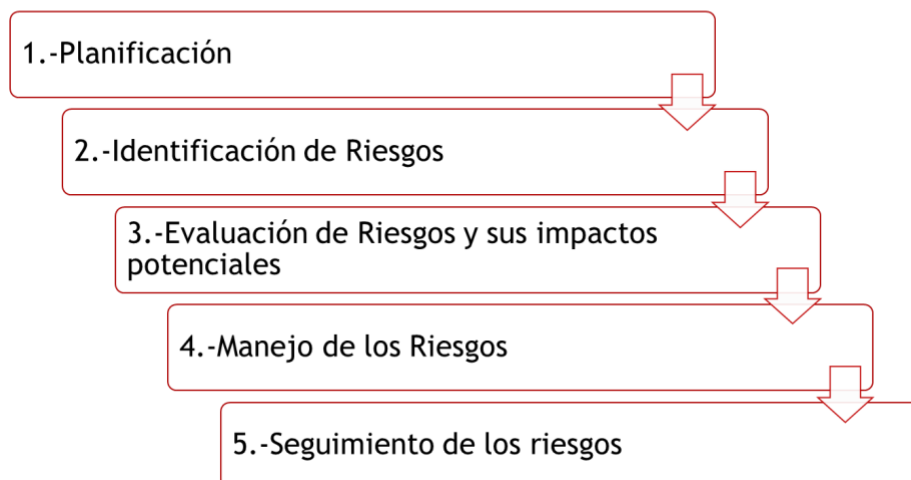 1.-Planificación
2.-Identificación de Riesgos
3.-Evaluación de Riesgos y sus impactos
potenciales
4.-Manejo de los Riesgos
5.-Seguimiento de los riesgos